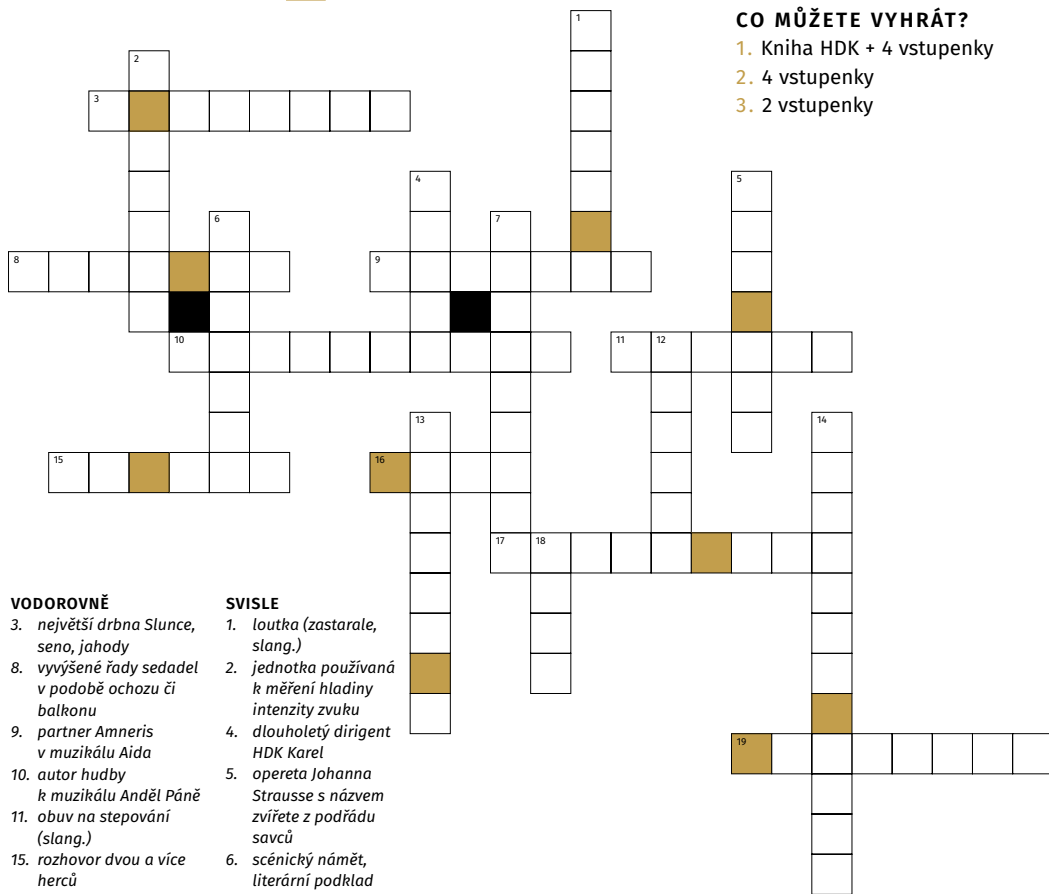 CO MŮŽETE VYHRÁT?
1. Kniha HDK + 4 vstupenky
2. 4 vstupenky
3. 2 vstupenky
1
2
3
4
5
6
7
8
9
10
11
12
13
14
15
16
17
18
19
VODOROVNĚ
3. největší drbna Slunce,
seno, jahody
8. vyvýšené řady sedadel
v podobě ochozu či
balkonu
9. partner Amneris
v muzikálu Aida
10. autor hudby
k muzikálu Anděl Páně
11. obuv na stepování
(slang.)
15. rozhovor dvou a více
herců
SVISLE
1. loutka (zastarale,
slang.)
2. jednotka používaná
k měření hladiny
intenzity zvuku
4. dlouholetý dirigent
HDK Karel
5. opereta Johanna
Strausse s názvem
zvířete z podřádu
savců
6. scénický námět,
literární podklad